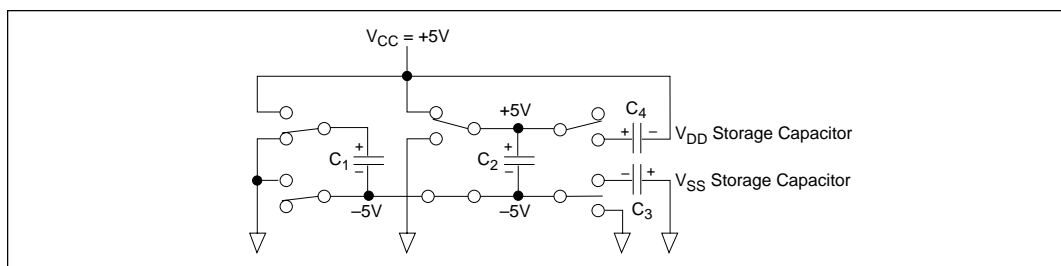 V_CC = +5V
+5V
C_4
+ −
V_DD Storage Capacitor
+
C_1
−
+
C_2
−
− +
V_SS Storage Capacitor
C_3
–5V
–5V